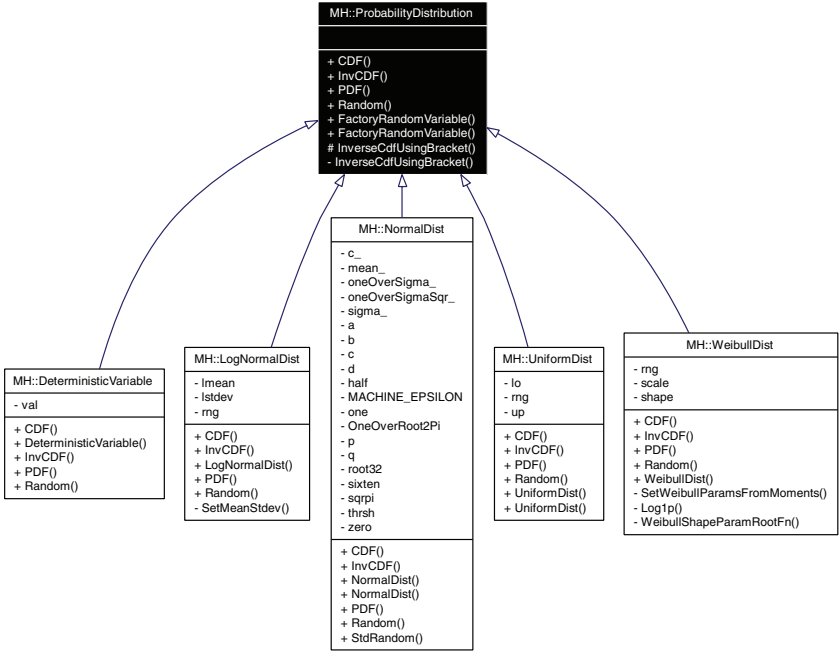 MH::ProbabilityDistribution
+ CDF()
+ InvCDF()
+ PDF()
+ Random()
+ FactoryRandomVariable()
+ FactoryRandomVariable()
# InverseCdfUsingBracket()
- InverseCdfUsingBracket()
MH::DeterministicVariable
- val
+ CDF()
+ DeterministicVariable()
+ InvCDF()
+ PDF()
+ Random()
MH::LogNormalDist
- lmean
- lstdev
- rng
+ CDF()
+ InvCDF()
+ LogNormalDist()
+ PDF()
+ Random()
- SetMeanStdev()
MH::NormalDist
- c_
- mean_
- oneOverSigma_
- oneOverSigmaSqr_
- sigma_
- a
- b
- c
- d
- half
- MACHINE_EPSILON
- one
- OneOverRoot2Pi
- p
- q
- root32
- sixten
- sqrpi
- thrsh
- zero
+ CDF()
+ InvCDF()
+ NormalDist()
+ NormalDist()
+ PDF()
+ Random()
+ StdRandom()
MH::UniformDist
- lo
- rng
- up
+ CDF()
+ InvCDF()
+ PDF()
+ Random()
+ UniformDist()
+ UniformDist()
MH::WeibullDist
- rng
- scale
- shape
+ CDF()
+ InvCDF()
+ PDF()
+ Random()
+ WeibullDist()
- SetWeibullParamsFromMoments()
- Log1p()
- WeibullShapeParamRootFn()